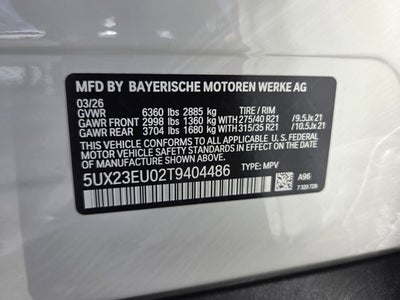 MFD BY BAYERISCHE MOTOREN WERKE AG
03/26
GVWR 6360 lbs 2885 kg TIRE / RIM
GAWR FRONT 2998 lbs 1360 kg WITH 275/40 R21 / 9.5Jx21
GAWR REAR 3704 lbs 1680 kg WITH 315/35 R21 / 10.5Jx21
THIS VEHICLE CONFORMS TO ALL APPLICABLE U. S. FEDERAL
MOTOR VEHICLE SAFETY STANDARDS IN EFFECT ON THE DATE
OF MANUFACTURE SHOWN ABOVE.
5UX23EU02T9404486 TYPE: MPV A96
7 320 729